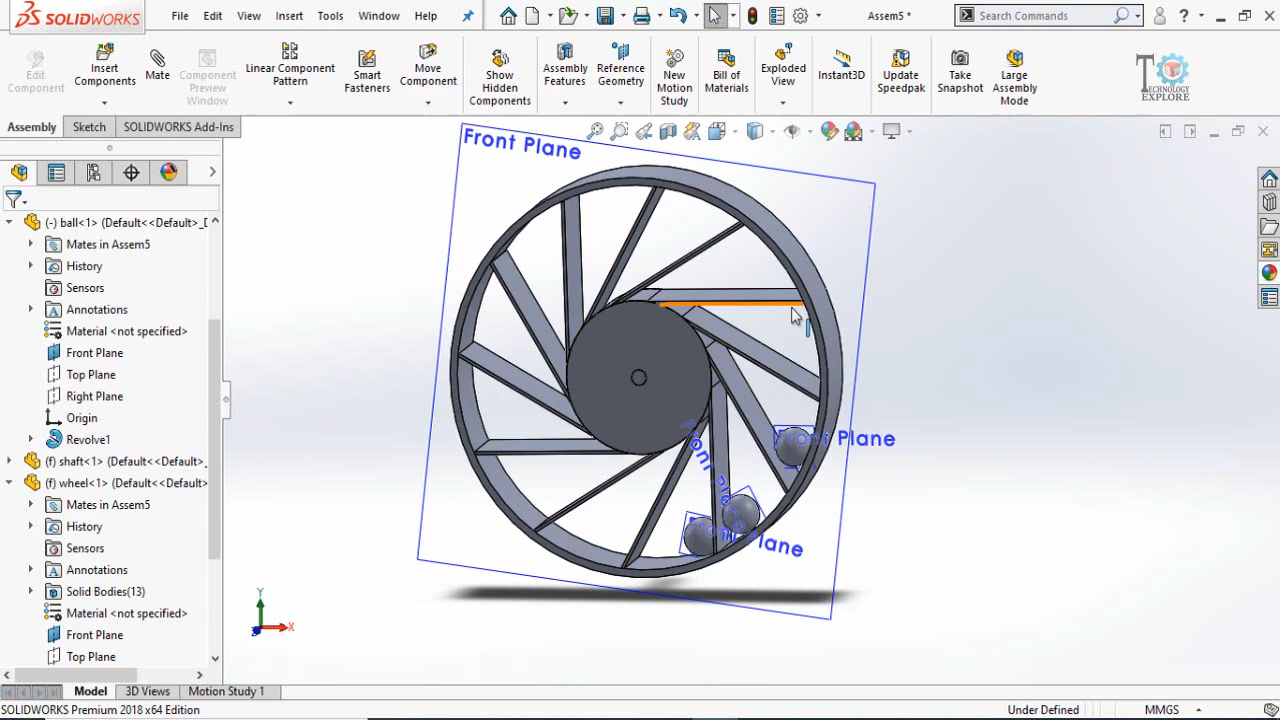 SOLIDWORKS
File Edit View Insert Tools Window Help
Assem5 *
Search Commands
?
Edit Component
Insert Components
Mate
Component Preview Window
Linear Component Pattern
Smart Fasteners
Move Component
Show Hidden Components
Assembly Features
Reference Geometry
New Motion Study
Bill of Materials
Exploded View
Instant3D
Update Speedpak
Take Snapshot
Large Assembly Mode
TECHNOLOGY EXPLORE
Assembly Sketch SOLIDWORKS Add-Ins
(-) ball<1> (Default<<Default>_D
Mates in Assem5
History
Sensors
Annotations
Material <not specified>
Front Plane
Top Plane
Right Plane
Origin
Revolve1
(f) shaft<1> (Default<<Default>_
(f) wheel<1> (Default<<Default>
Mates in Assem5
History
Sensors
Annotations
Solid Bodies(13)
Material <not specified>
Front Plane
Top Plane
Front Plane
Front Plane
Front Plane
Front Plane
Y
X
Model 3D Views Motion Study 1
SOLIDWORKS Premium 2018 x64 Edition
Under Defined
MMGS